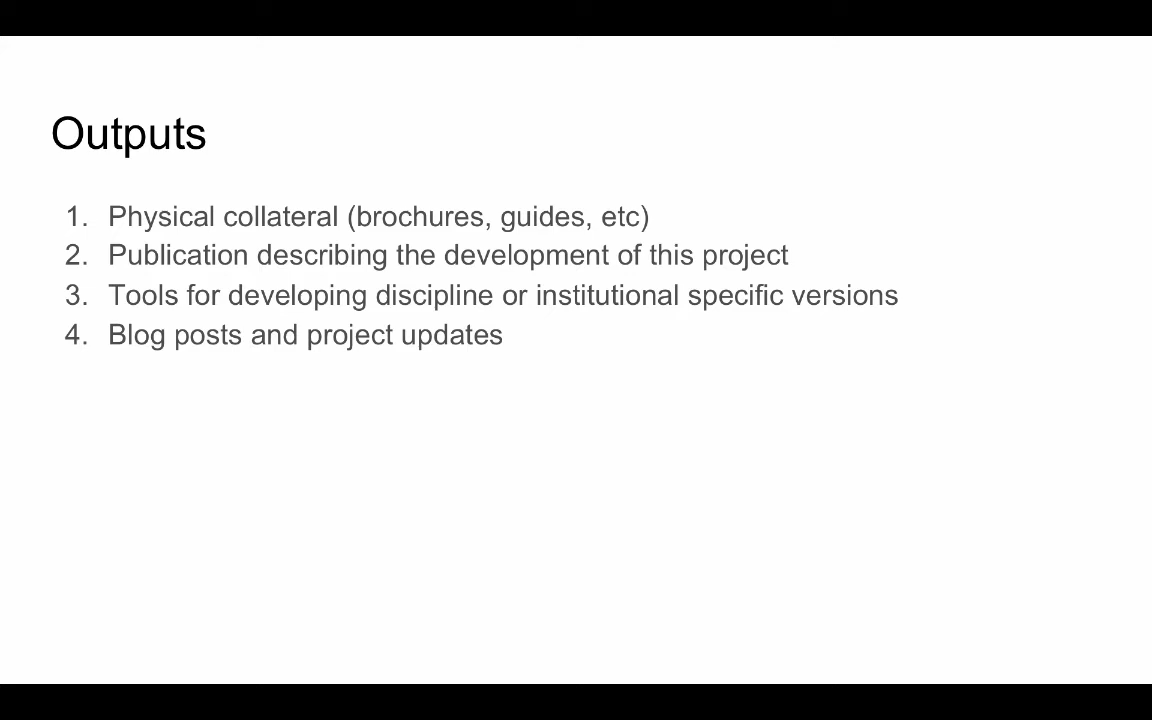 Outputs
1. Physical collateral (brochures, guides, etc)
2. Publication describing the development of this project
3. Tools for developing discipline or institutional specific versions
4. Blog posts and project updates